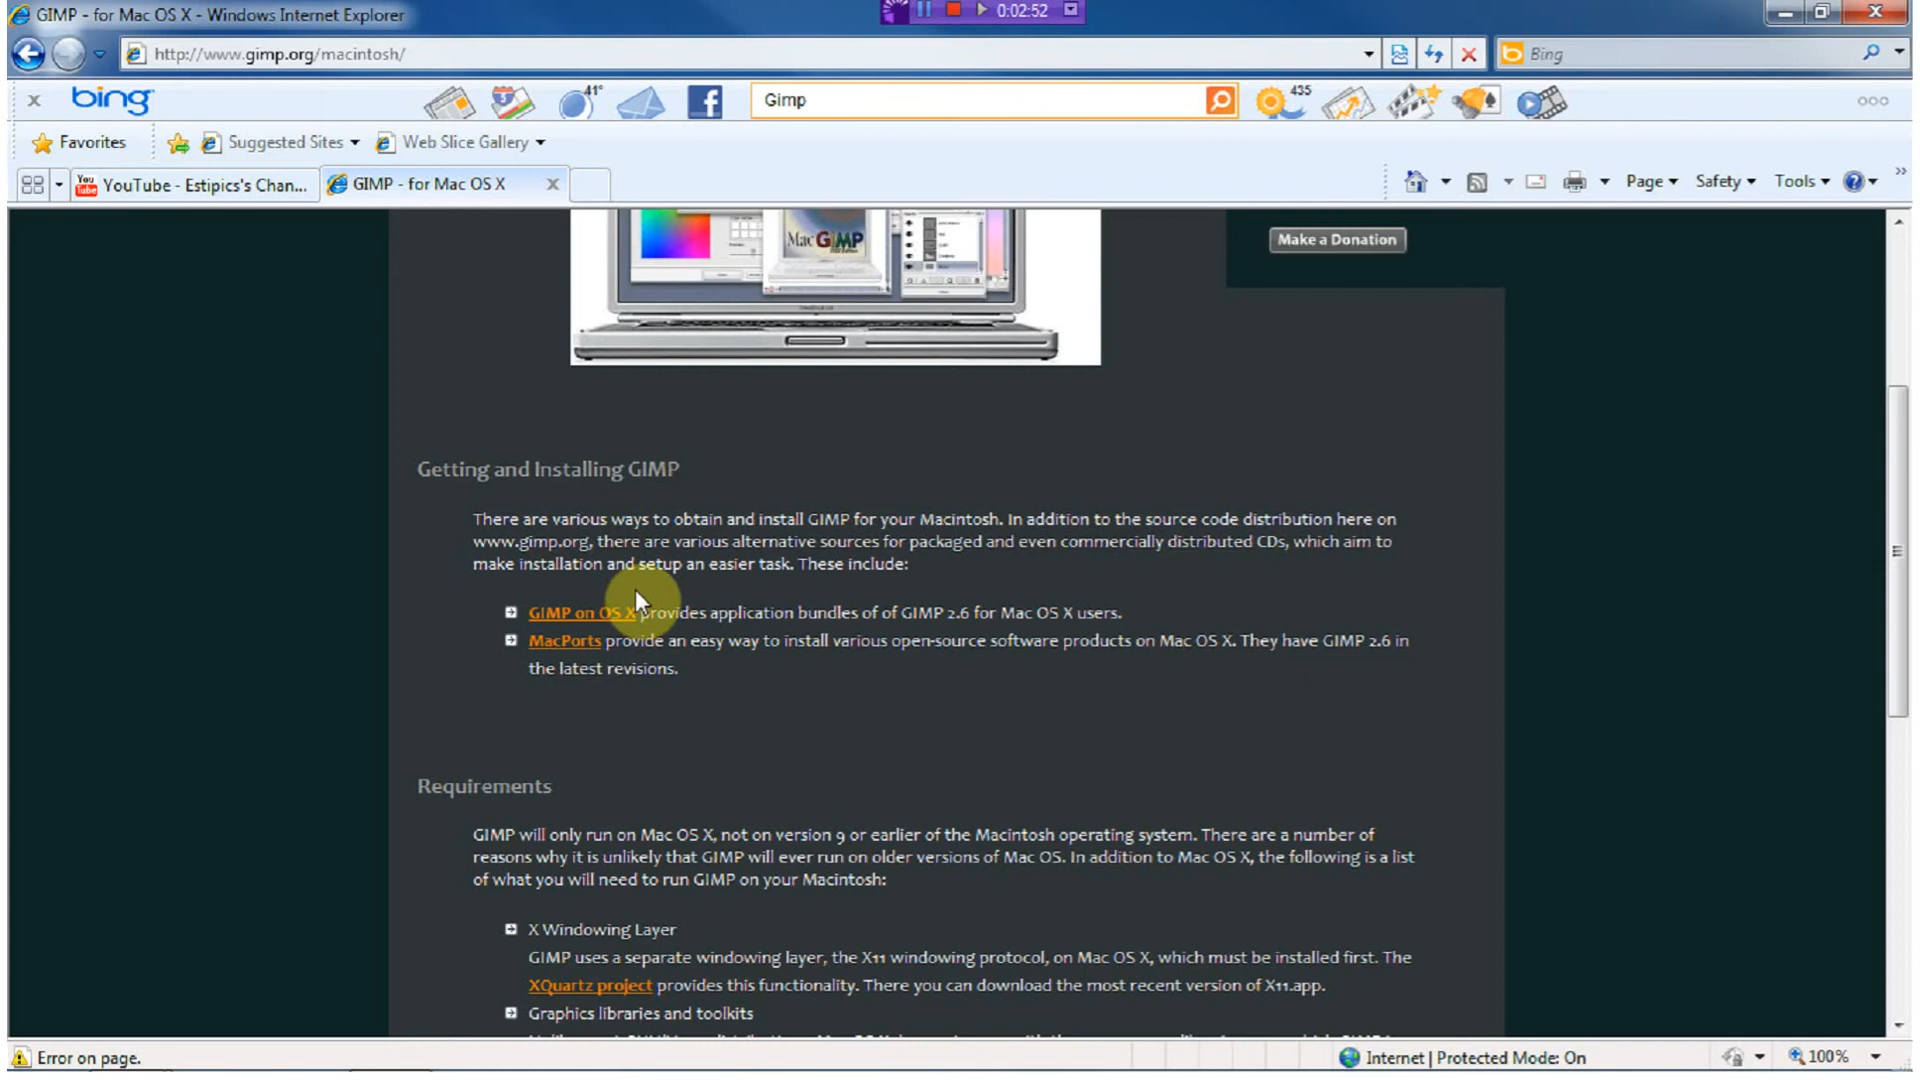 GIMP - for Mac OS X - Windows Internet Explorer
0:02:52
http://www.gimp.org/macintosh/
Bing
bing
41°
Gimp
435
Favorites
Suggested Sites
Web Slice Gallery
You Tube
YouTube - Estipics's Chan...
GIMP - for Mac OS X
Page
Safety
Tools
Mac GIMP
Make a Donation
Getting and Installing GIMP
There are various ways to obtain and install GIMP for your Macintosh. In addition to the source code distribution here on
www.gimp.org, there are various alternative sources for packaged and even commercially distributed CDs, which aim to
make installation and setup an easier task. These include:
GIMP on OS X provides application bundles of of GIMP 2.6 for Mac OS X users.
MacPorts provide an easy way to install various open-source software products on Mac OS X. They have GIMP 2.6 in
the latest revisions.
Requirements
GIMP will only run on Mac OS X, not on version 9 or earlier of the Macintosh operating system. There are a number of
reasons why it is unlikely that GIMP will ever run on older versions of Mac OS. In addition to Mac OS X, the following is a list
of what you will need to run GIMP on your Macintosh:
X Windowing Layer
GIMP uses a separate windowing layer, the X11 windowing protocol, on Mac OS X, which must be installed first. The
XQuartz project provides this functionality. There you can download the most recent version of X11.app.
Graphics libraries and toolkits
Error on page.
Internet | Protected Mode: On
100%